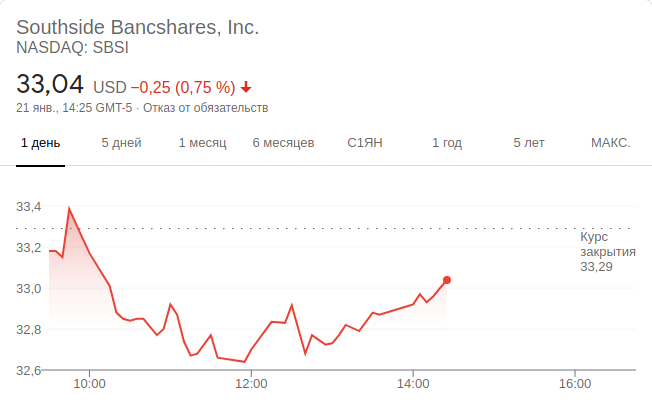 Southside Bancshares, Inc.
NASDAQ: SBSI
33,04 USD −0,25 (0,75 %)
21 янв., 14:25 GMT-5 · Отказ от обязательств
1 день 5 дней 1 месяц 6 месяцев С1ЯН 1 год 5 лет МАКС.
33,4
Курс
33,2
закрытия
33,29
33,0
32,8
32,6
10:00 12:00 14:00 16:00